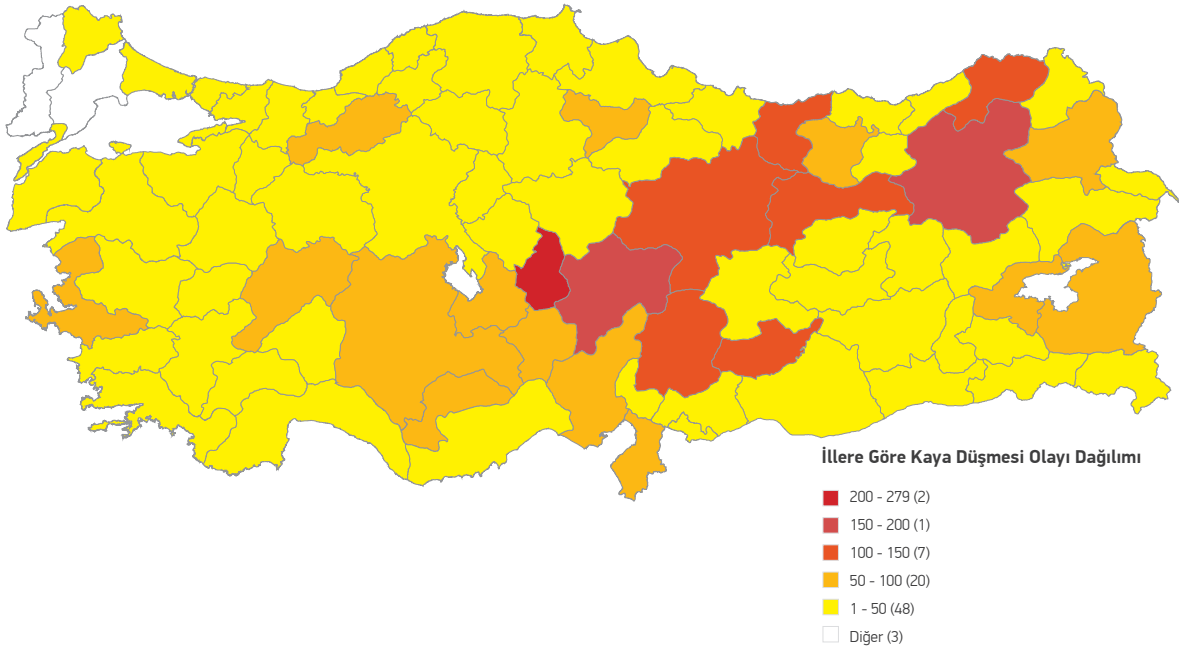 İllere Göre Kaya Düşmesi Olayı Dağılımı
200 - 279 (2)
150 - 200 (1)
100 - 150 (7)
50 - 100 (20)
1 - 50 (48)
Diğer (3)